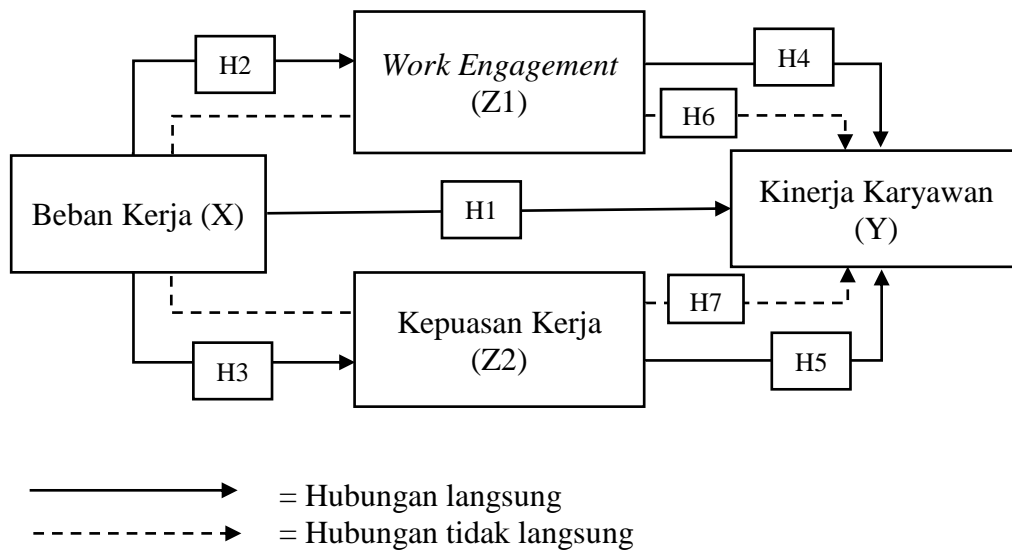 H2
Work Engagement
(Z1)
H4
H6
Beban Kerja (X)
H1
Kinerja Karyawan
(Y)
Kepuasan Kerja
(Z2)
H7
H3
H5
= Hubungan langsung
= Hubungan tidak langsung